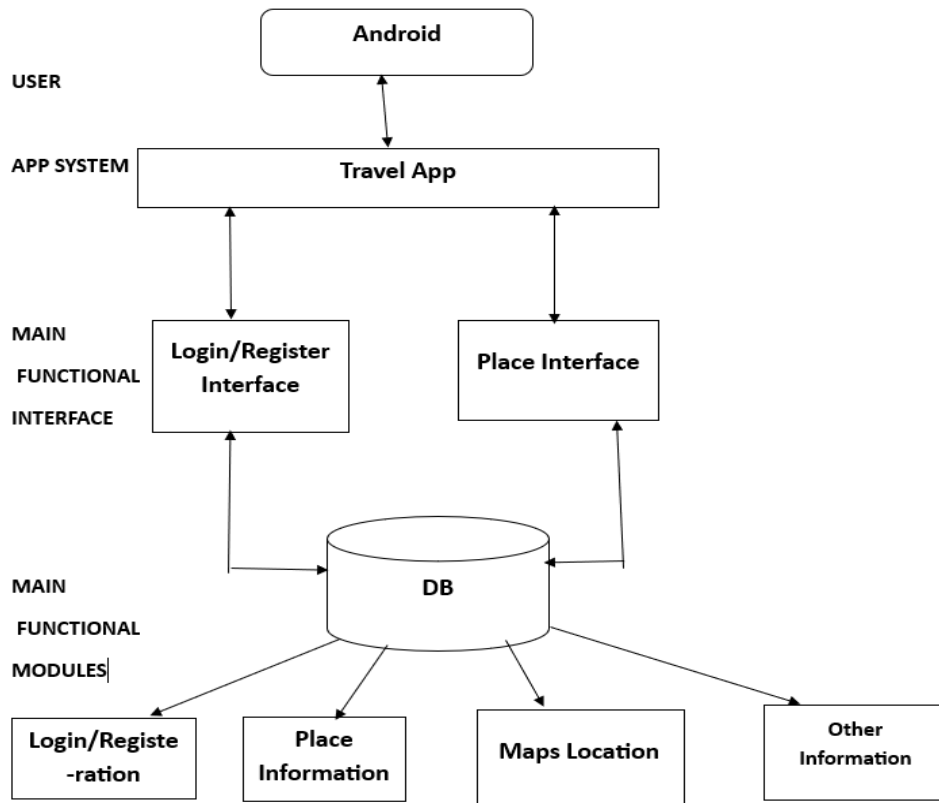 Android
USER
APP SYSTEM
Travel App
MAIN
FUNCTIONAL
INTERFACE
Login/Register
Interface
Place Interface
DB
MAIN
FUNCTIONAL
MODULES
Login/Registe
-ration
Place
Information
Maps Location
Other
Information